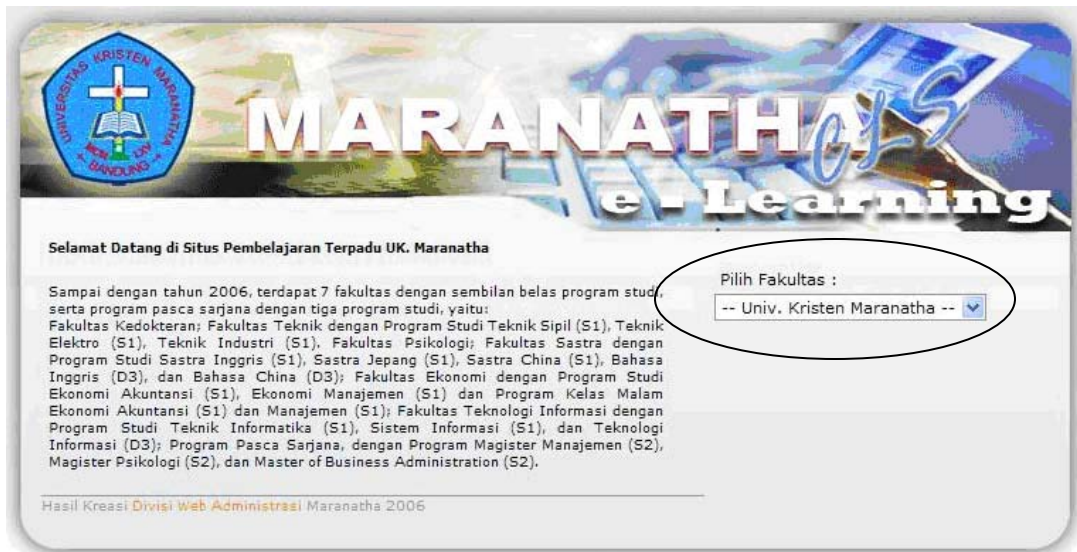 UNIVERSITAS KRISTEN MARANATHA
BANDUNG
MARANATHA
CLS
e - Learning
Selamat Datang di Situs Pembelajaran Terpadu UK. Maranatha
Pilih Fakultas :
-- Univ. Kristen Maranatha --
Sampai dengan tahun 2006, terdapat 7 fakultas dengan sembilan belas program studi,
serta program pasca sarjana dengan tiga program studi, yaitu:
Fakultas Kedokteran; Fakultas Teknik dengan Program Studi Teknik Sipil (S1), Teknik
Elektro (S1), Teknik Industri (S1), Fakultas Psikologi; Fakultas Sastra dengan
Program Studi Sastra Inggris (S1), Sastra Jepang (S1), Sastra China (S1), Bahasa
Inggris (D3), dan Bahasa China (D3); Fakultas Ekonomi dengan Program Studi
Ekonomi Akuntansi (S1), Ekonomi Manajemen (S1) dan Program Kelas Malam
Ekonomi Akuntansi (S1) dan Manajemen (S1); Fakultas Teknologi Informasi dengan
Program Studi Teknik Informatika (S1), Sistem Informasi (S1), dan Teknologi
Informasi (D3); Program Pasca Sarjana, dengan Program Magister Manajemen (S2),
Magister Psikologi (S2), dan Master of Business Administration (S2).
Hasil Kreasi Divisi Web Administrasi Maranatha 2006